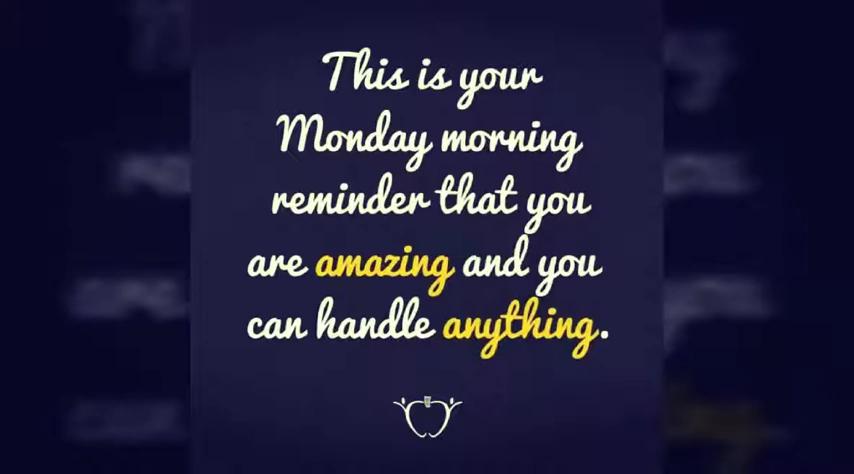 This is your
Monday morning
reminder that you
are amazing and you
can handle anything.